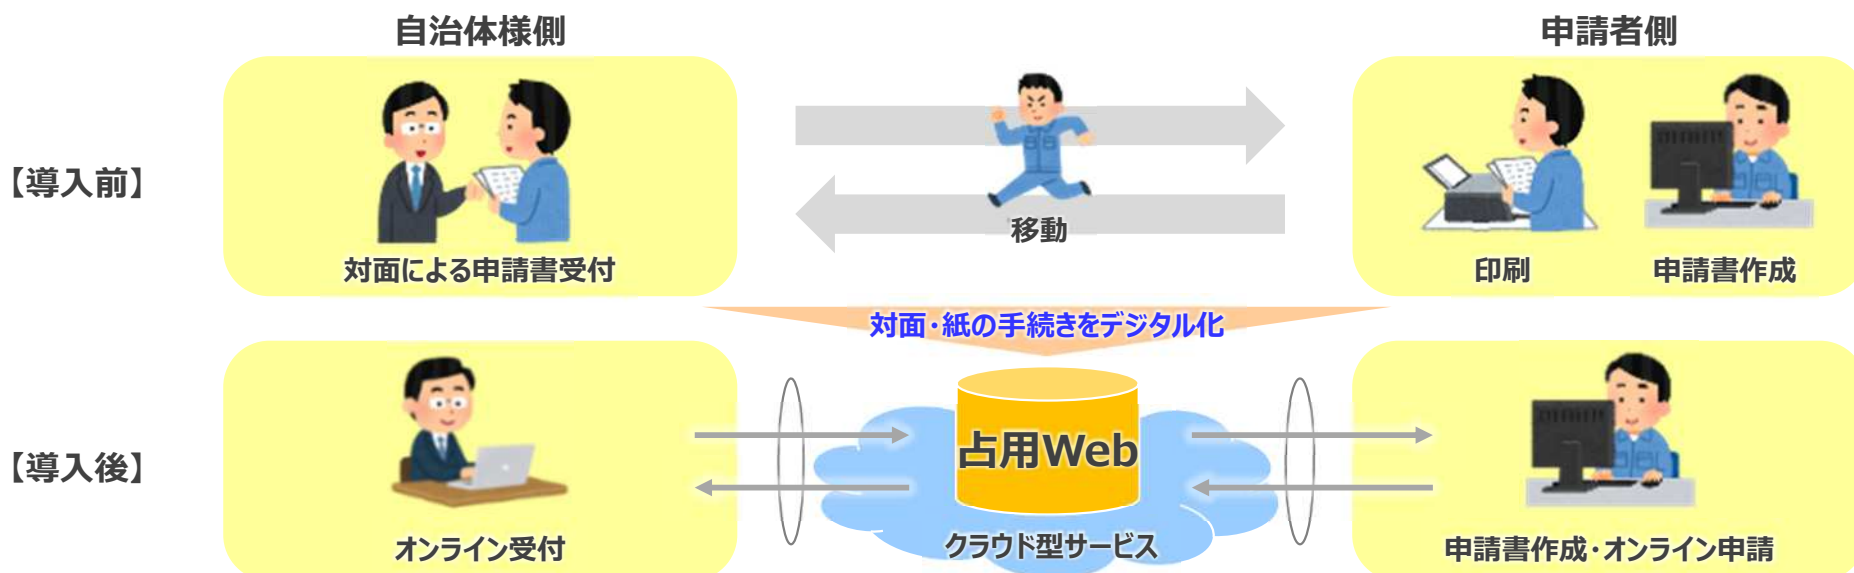 自治体様側
申請者側
【導入前】
対面による申請書受付
移動
印刷
申請書作成
対面・紙の手続きをデジタル化
【導入後】
占用Web
オンライン受付
クラウド型サービス
申請書作成・オンライン申請